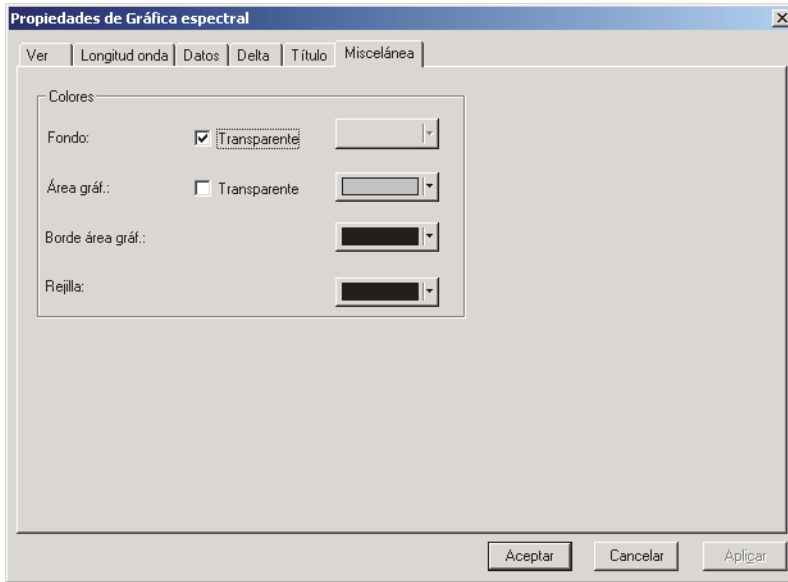 Propiedades de Gráfica espectral
Ver Longitud onda Datos Delta Título Miscelánea
Colores
Fondo: Transparente
Área gráf.: Transparente
Borde área gráf.:
Rejilla:
Aceptar Cancelar Aplicar